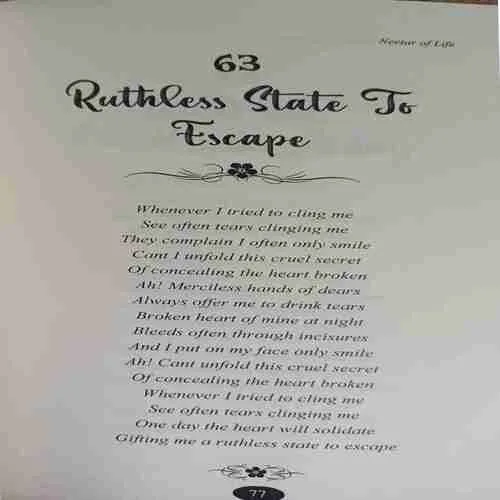 Nectar of Life
63
Ruthless State To
Escape
Whenever I tried to cling me
See often tears clinging me
They complain I often only smile
Cant I unfold this cruel secret
Of concealing the heart broken
Ah! Merciless hands of dears
Always offer me to drink tears
Broken heart of mine at night
Bleeds often through incisures
And I put on my face only smile
Ah! Cant unfold this cruel secret
Of concealing the heart broken
Whenever I tried to cling me
See often tears clinging me
One day the heart will solidate
Gifting me a ruthless state to escape
77